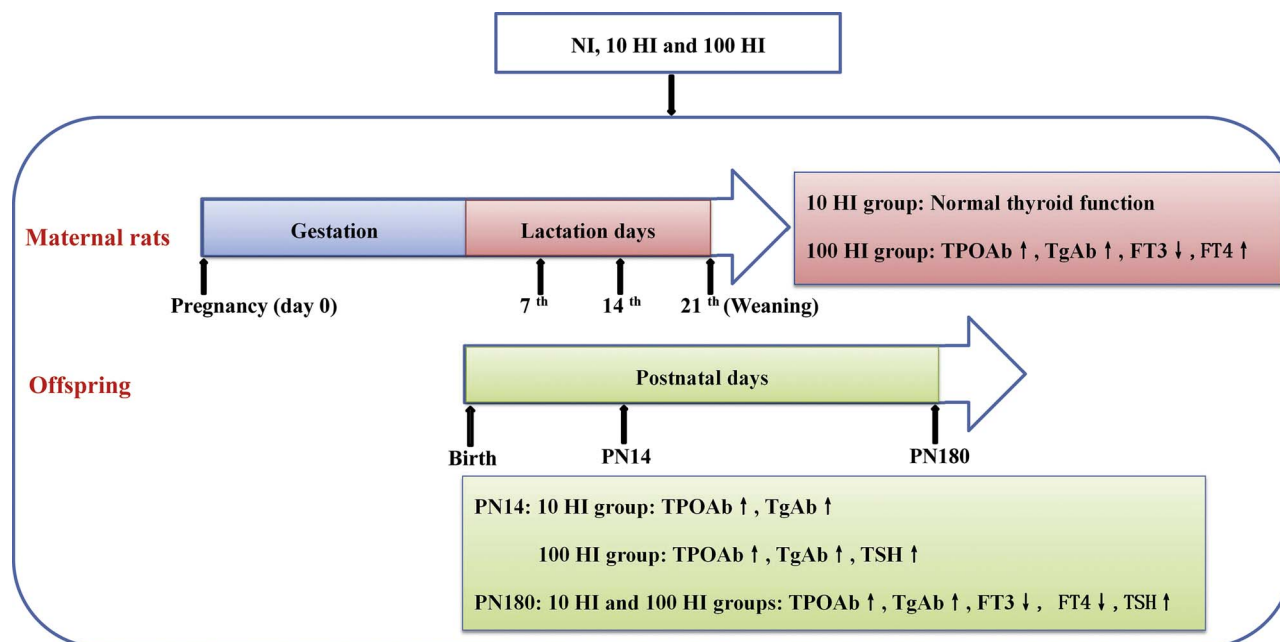 NI, 10 HI and 100 HI
Maternal rats
Gestation
Lactation days
10 HI group: Normal thyroid function
100 HI group: TPOAb ↑, TgAb ↑, FT3 ↓, FT4 ↑
Pregnancy (day 0)
7 th
14 th
21 th (Weaning)
Offspring
Postnatal days
Birth
PN14
PN180
PN14: 10 HI group: TPOAb ↑, TgAb ↑
100 HI group: TPOAb ↑, TgAb ↑, TSH ↑
PN180: 10 HI and 100 HI groups: TPOAb ↑, TgAb ↑, FT3 ↓, FT4 ↓, TSH ↑